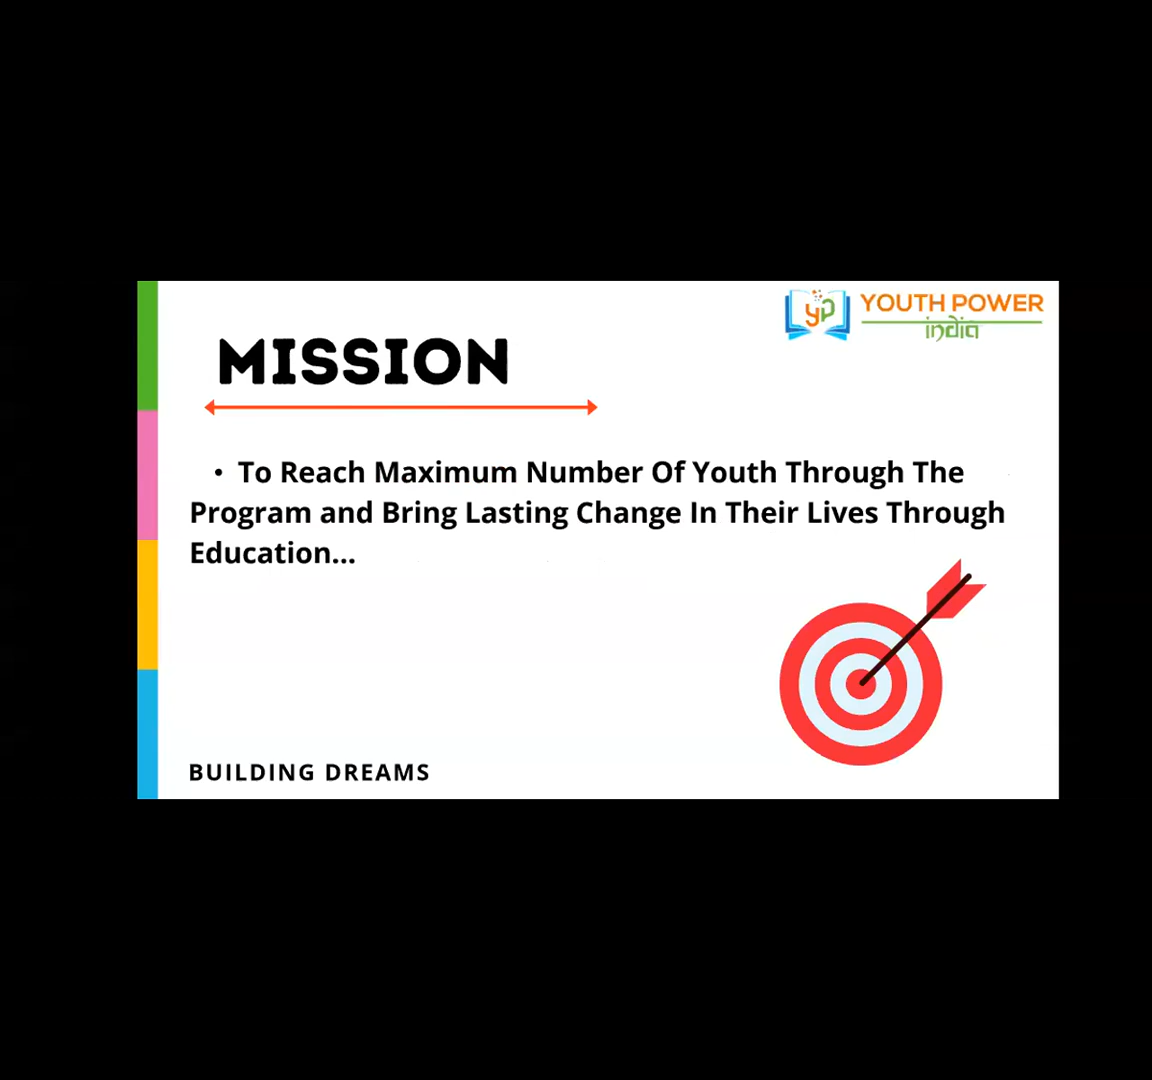 YOUTH POWER
india
MISSION
• To Reach Maximum Number Of Youth Through The
Program and Bring Lasting Change In Their Lives Through
Education...
BUILDING DREAMS